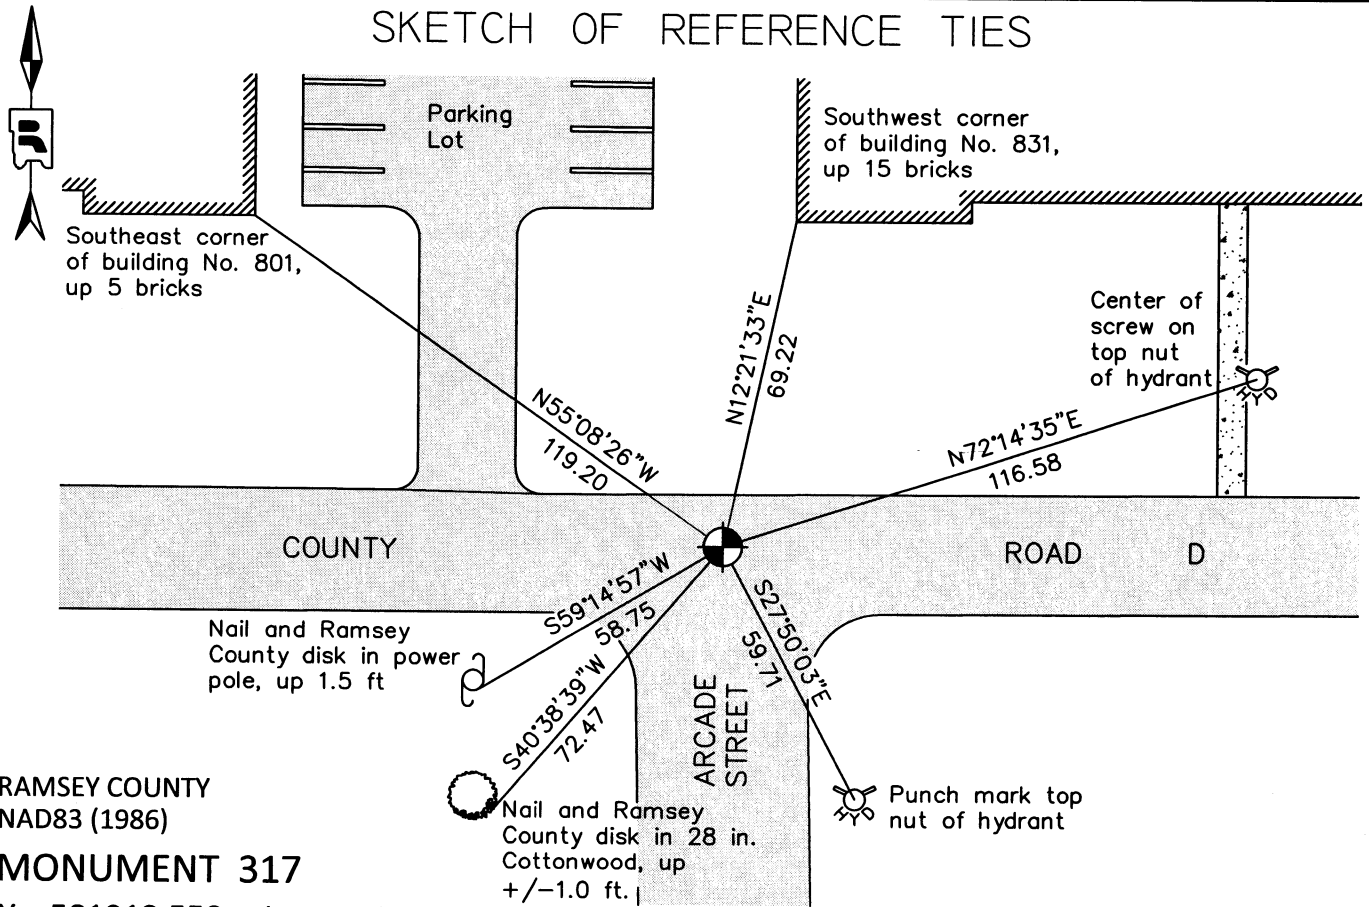 SKETCH OF REFERENCE TIES
Parking
Lot
Southwest corner
of building No. 831,
up 15 bricks
Southeast corner
of building No. 801,
up 5 bricks
Center of
screw on
top nut
of hydrant
HYD
N12°21'33"E
69.22
N55°08'26"W
119.20
N72°14'35"E
116.58
COUNTY ROAD D
S59°14'57"W
58.75
S27°50'03"E
59.71
Nail and Ramsey
County disk in power
pole, up 1.5 ft
S40°38'39"W
72.47
ARCADE
STREET
RAMSEY COUNTY
NAD83 (1986)
MONUMENT 317
Nail and Ramsey
County disk in 28 in.
Cottonwood, up
+/-1.0 ft.
HYD
Punch mark top
nut of hydrant